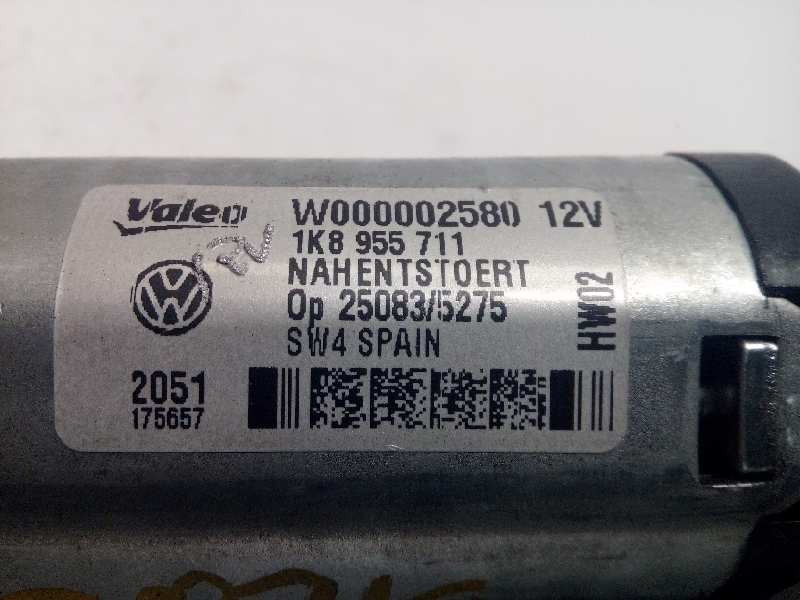 Valeo W000002580 12V
1K8 955 711
NAHENTSTOERT
Op 25083/5275
SW4 SPAIN
HW02
2051
175657